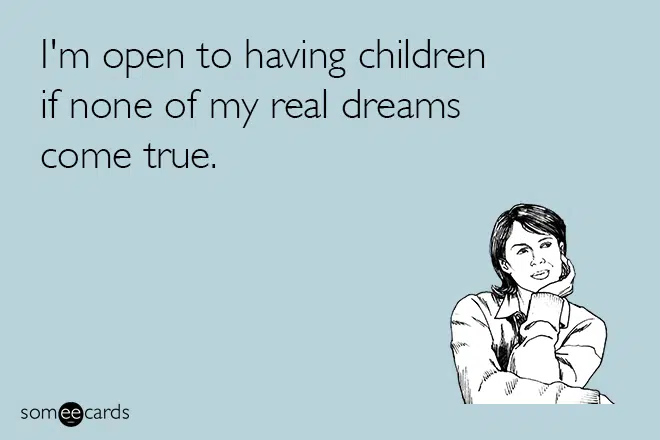 I'm open to having children
if none of my real dreams
come true.
someecards